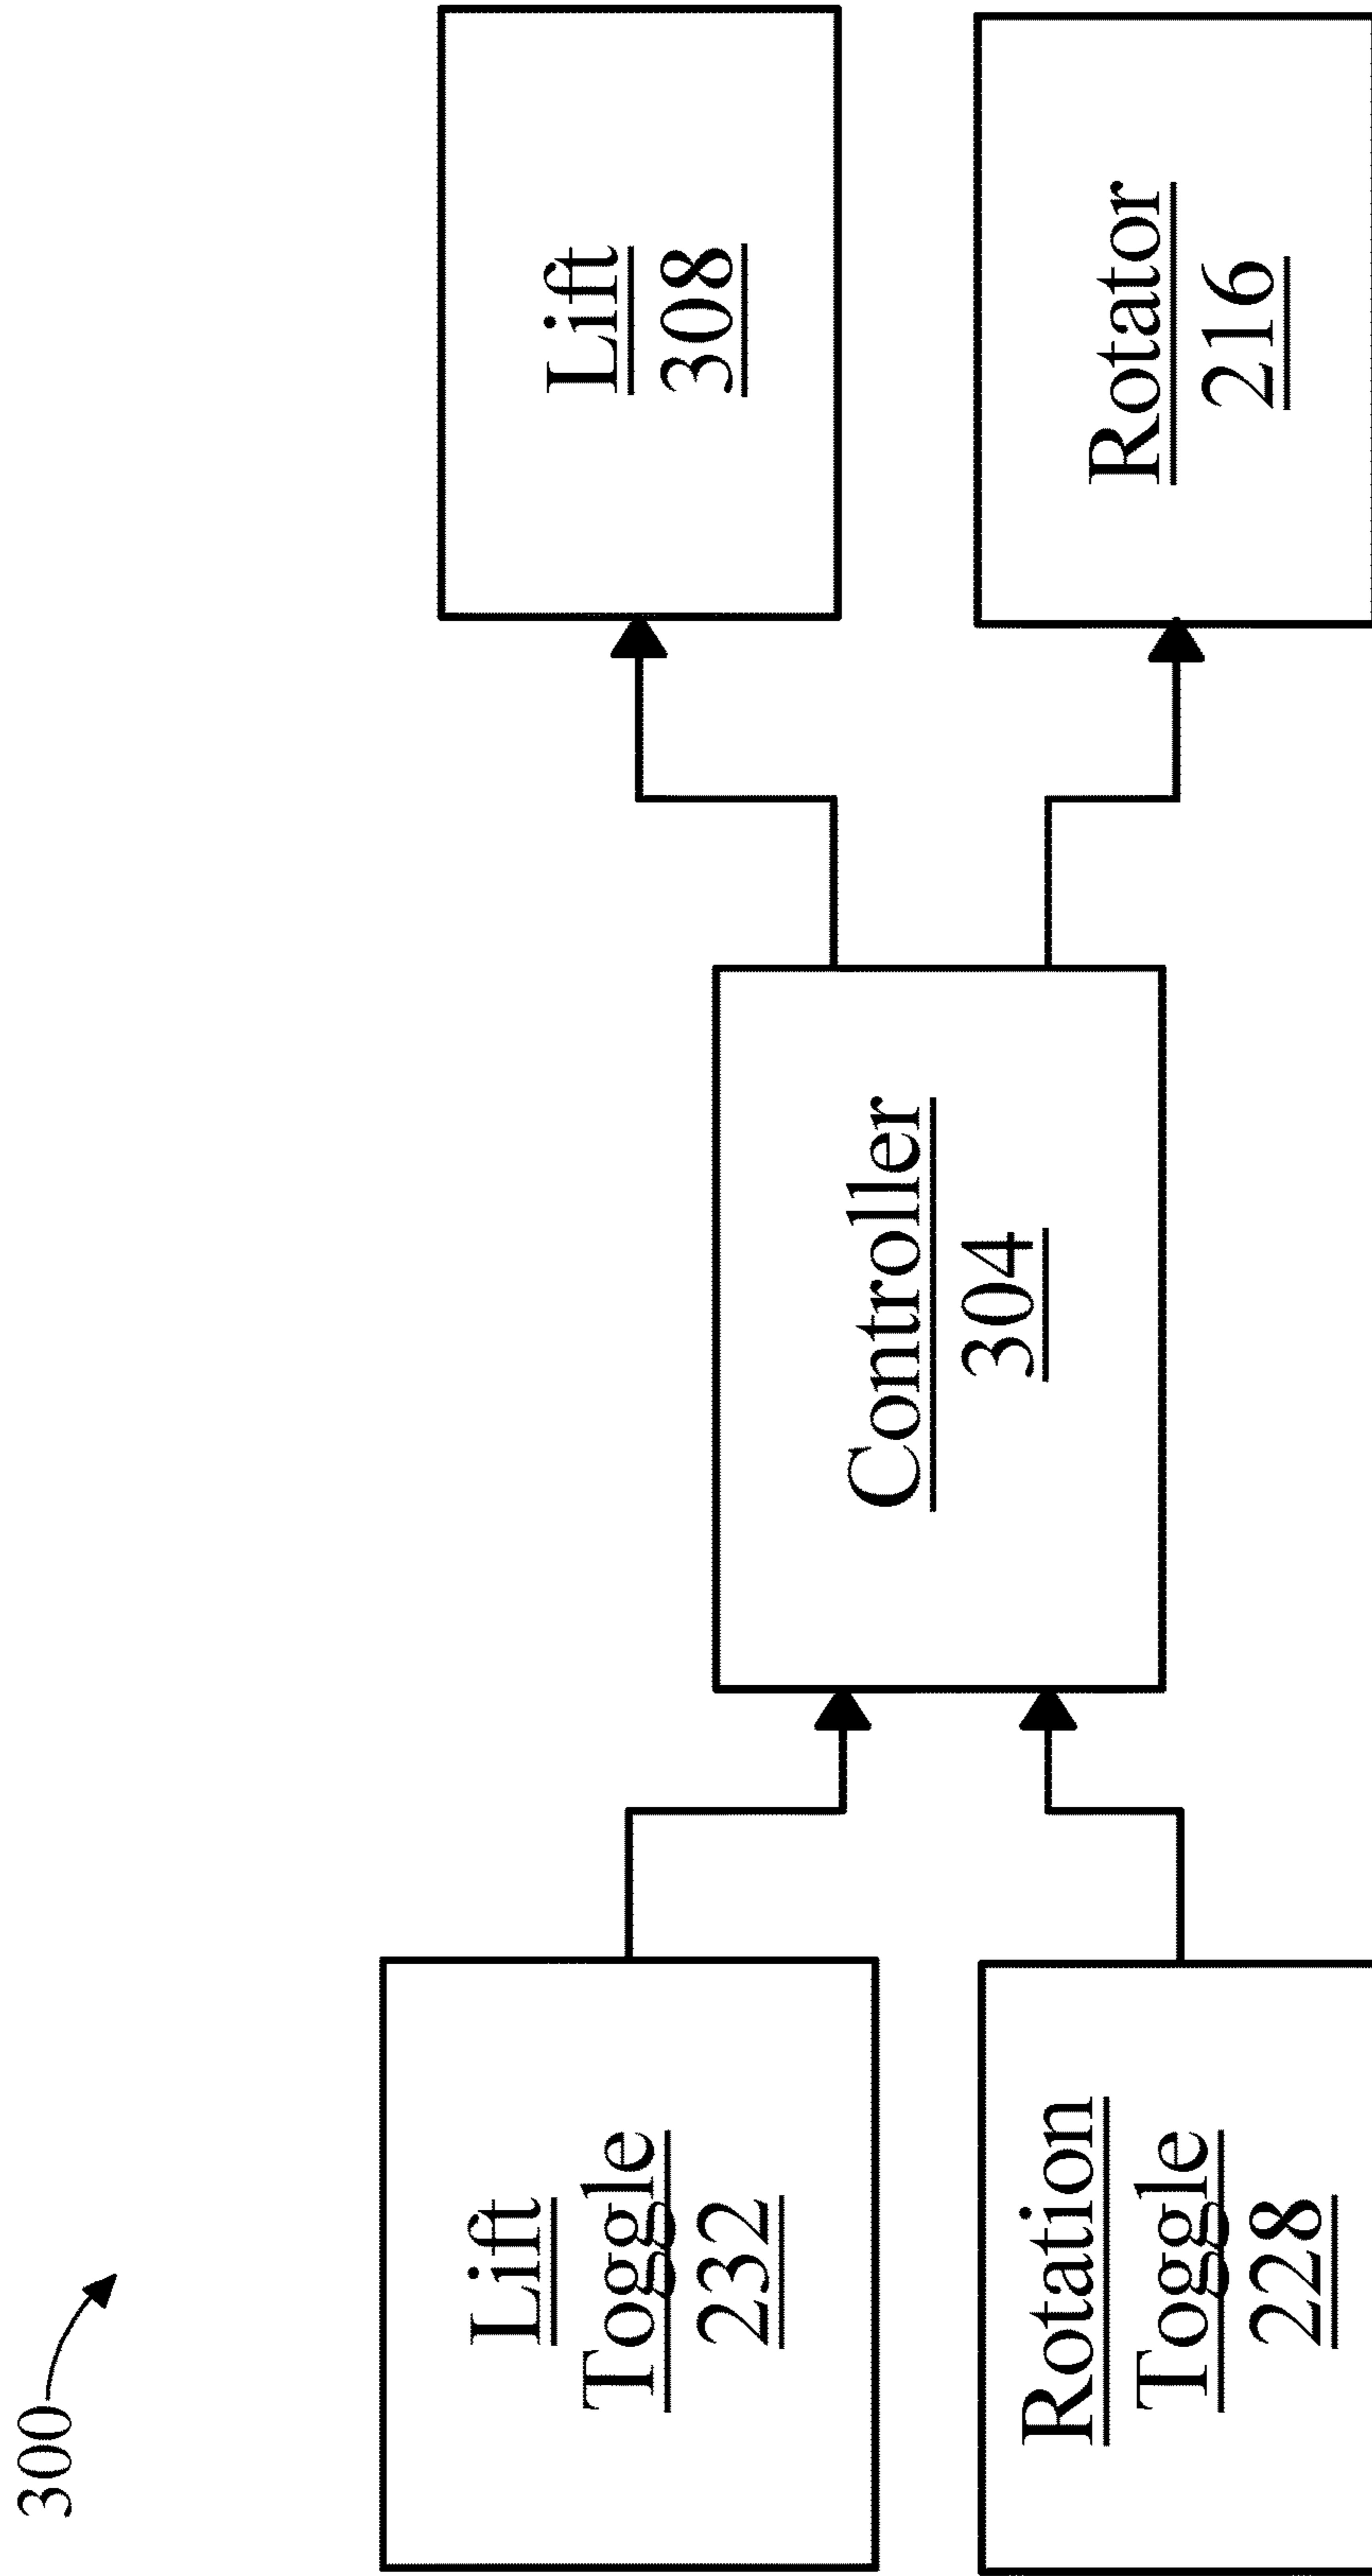 300
Lift
Toggle
232
Rotation
Toggle
228
Controller
304
Lift
308
Rotator
216